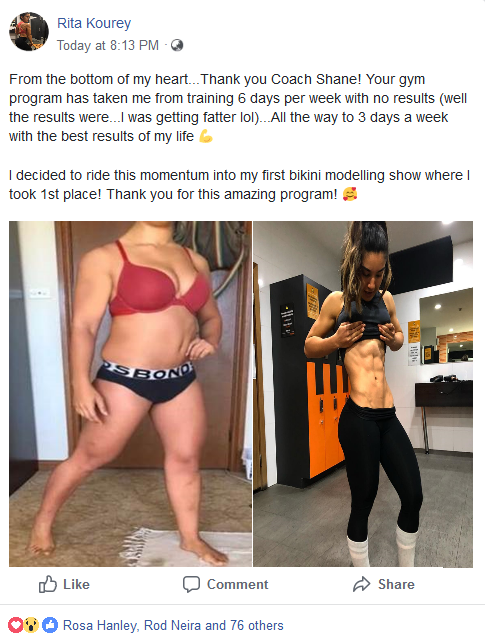 Rita Kourey
Today at 8:13 PM ·
From the bottom of my heart...Thank you Coach Shane! Your gym
program has taken me from training 6 days per week with no results (well
the results were...I was getting fatter lol)...All the way to 3 days a week
with the best results of my life 💪
I decided to ride this momentum into my first bikini modelling show where I
took 1st place! Thank you for this amazing program! 🥰
SBOND
Like Comment Share
Rosa Hanley, Rod Neira and 76 others